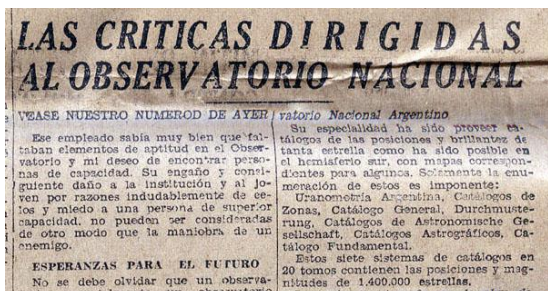 LAS CRITICAS DIRIGIDAS
AL OBSERVATORIO NACIONAL
VEASE NUESTRO NUMEROD DE AYER
Ese empleado sabía muy bien que fal-
taban elementos de aptitud en el Obser-
vatorio y mi deseo de encontrar perso-
nas de capacidad. Su engaño y consi-
guiente daño a la institución y al jo-
ven por razones indudablemente de ce-
los y miedo a una persona de superior
capacidad, no pueden ser consideradas
de otro modo que la maniobra de un
enemigo.
ESPERANZAS PARA EL FUTURO
No se debe olvidar que un observa-
vatorio Nacional Argentino
Su especialidad ha sido proveer ca-
tálogos de las posiciones y brillantez de
tanta estrella como ha sido posible en
el hemisferio sur, con mapas correspon-
dientes para algunos. Solamente la enu-
meración de estos es imponente:
Uranometría Argentina, Catálogos de
Zonas, Catálogo General, Durchmuste-
rung, Catálogos de Astronomische Ge-
sellschaft, Catálogos Astrográficos, Ca-
tálogo Fundamental.
Estos siete sistemas de catálogos en
20 tomos contienen las posiciones y mag-
nitudes de 1.400.000 estrellas.